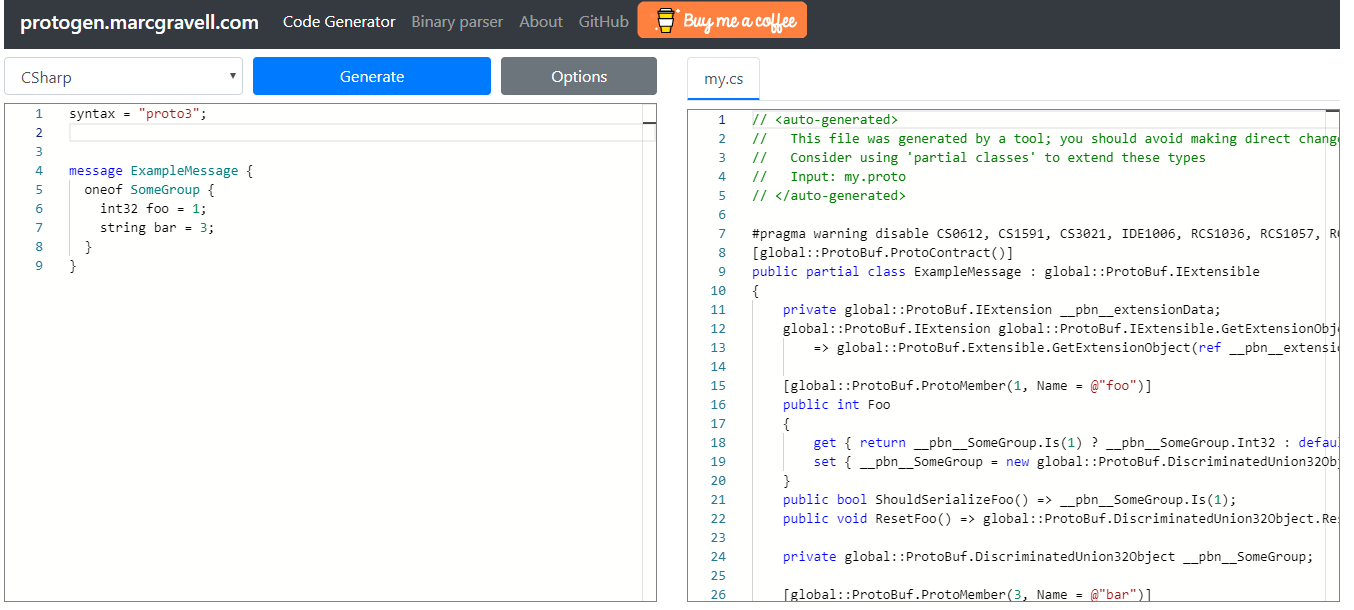 protogen.marcgravell.com Code Generator Binary parser About GitHub Buy me a coffee
CSharp Generate Options
1 syntax = "proto3";
2
3
4 message ExampleMessage {
5 oneof SomeGroup {
6 int32 foo = 1;
7 string bar = 3;
8 }
9 }
my.cs
1 // <auto-generated>
2 // This file was generated by a tool; you should avoid making direct change
3 // Consider using 'partial classes' to extend these types
4 // Input: my.proto
5 // </auto-generated>
6
7 #pragma warning disable CS0612, CS1591, CS3021, IDE1006, RCS1036, RCS1057,
8 [global::ProtoBuf.ProtoContract()]
9 public partial class ExampleMessage : global::ProtoBuf.IExtensible
10 {
11 private global::ProtoBuf.IExtension __pbn__extensionData;
12 global::ProtoBuf.IExtension global::ProtoBuf.IExtensible.GetExtensionObj
13 => global::ProtoBuf.Extensible.GetExtensionObject(ref __pbn__extensi
14
15 [global::ProtoBuf.ProtoMember(1, Name = @"foo")]
16 public int Foo
17 {
18 get { return __pbn__SomeGroup.Is(1) ? __pbn__SomeGroup.Int32 : defau
19 set { __pbn__SomeGroup = new global::ProtoBuf.DiscriminatedUnion32Obj
20 }
21 public bool ShouldSerializeFoo() => __pbn__SomeGroup.Is(1);
22 public void ResetFoo() => global::ProtoBuf.DiscriminatedUnion32Object.Re
23
24 private global::ProtoBuf.DiscriminatedUnion32Object __pbn__SomeGroup;
25
26 [global::ProtoBuf.ProtoMember(3, Name = @"bar")]